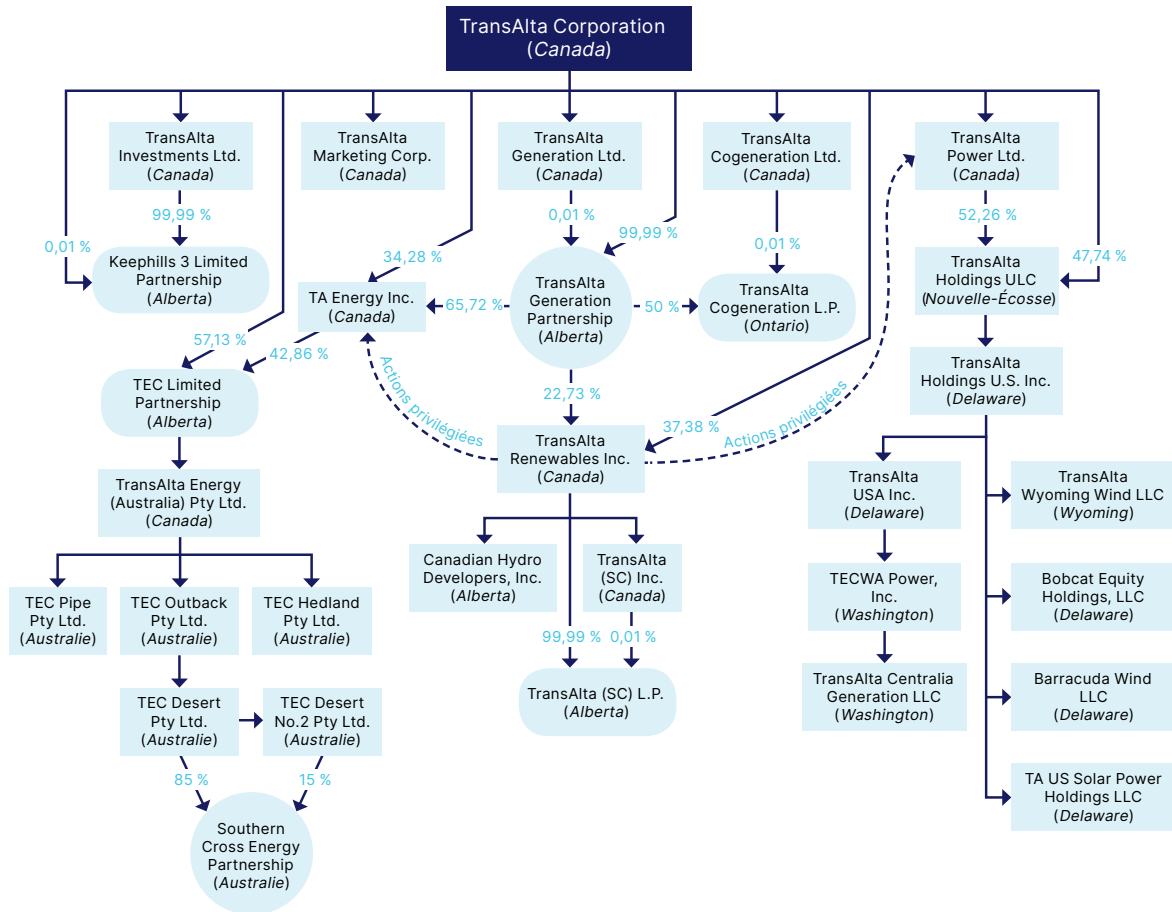 TransAlta Corporation
(Canada)
TransAlta
Investments Ltd.
(Canada)
TransAlta
Marketing Corp.
(Canada)
TransAlta
Generation Ltd.
(Canada)
TransAlta
Cogeneration Ltd.
(Canada)
TransAlta
Power Ltd.
(Canada)
99,99 %
0,01 %
0,01 %
99,99 %
0,01 %
52,26 %
47,74 %
34,28 %
Keephills 3 Limited
Partnership
(Alberta)
TA Energy Inc.
(Canada)
65,72 %
TransAlta
Generation
Partnership
(Alberta)
50 %
TransAlta
Cogeneration L.P.
(Ontario)
TransAlta
Holdings ULC
(Nouvelle-Écosse)
57,13 %
42,86 %
TEC Limited
Partnership
(Alberta)
Actions privilégiées
22,73 %
37,38 %
Actions privilégiées
TransAlta
Holdings U.S. Inc.
(Delaware)
TransAlta
Renewables Inc.
(Canada)
TransAlta Energy
(Australia) Pty Ltd.
(Canada)
TransAlta
USA Inc.
(Delaware)
TransAlta
Wyoming Wind LLC
(Wyoming)
Canadian Hydro
Developers, Inc.
(Alberta)
TransAlta
(SC) Inc.
(Canada)
TEC Pipe
Pty Ltd.
(Australie)
TEC Outback
Pty Ltd.
(Australie)
TEC Hedland
Pty Ltd.
(Australie)
TECWA Power,
Inc.
(Washington)
Bobcat Equity
Holdings, LLC
(Delaware)
99,99 %
0,01 %
TransAlta (SC) L.P.
(Alberta)
TEC Desert
Pty Ltd.
(Australie)
TEC Desert
No.2 Pty Ltd.
(Australie)
TransAlta Centralia
Generation LLC
(Washington)
Barracuda Wind
LLC
(Delaware)
85 %
15 %
TA US Solar Power
Holdings LLC
(Delaware)
Southern
Cross Energy
Partnership
(Australie)